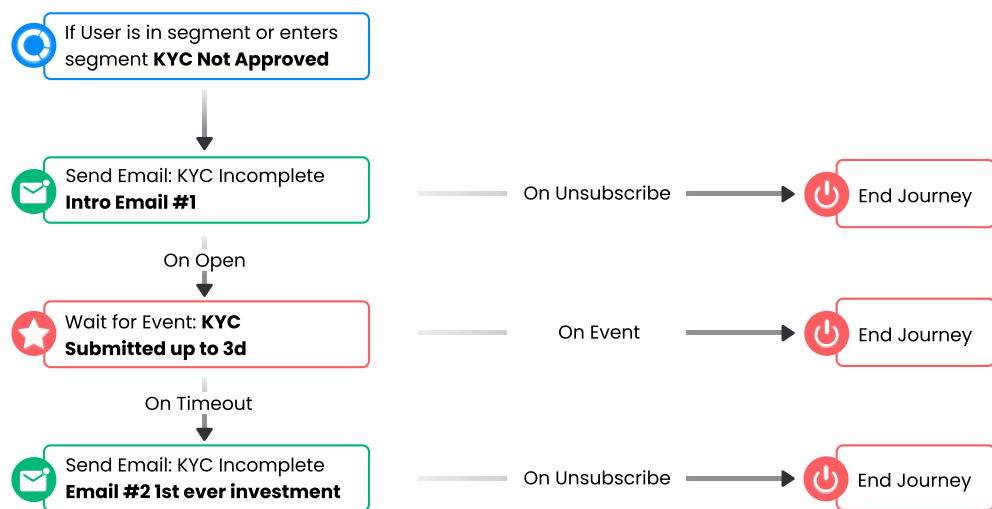 If User is in segment or enters
segment KYC Not Approved
Send Email: KYC Incomplete
Intro Email #1
On Unsubscribe
End Journey
On Open
Wait for Event: KYC
Submitted up to 3d
On Event
End Journey
On Timeout
Send Email: KYC Incomplete
Email #2 1st ever investment
On Unsubscribe
End Journey